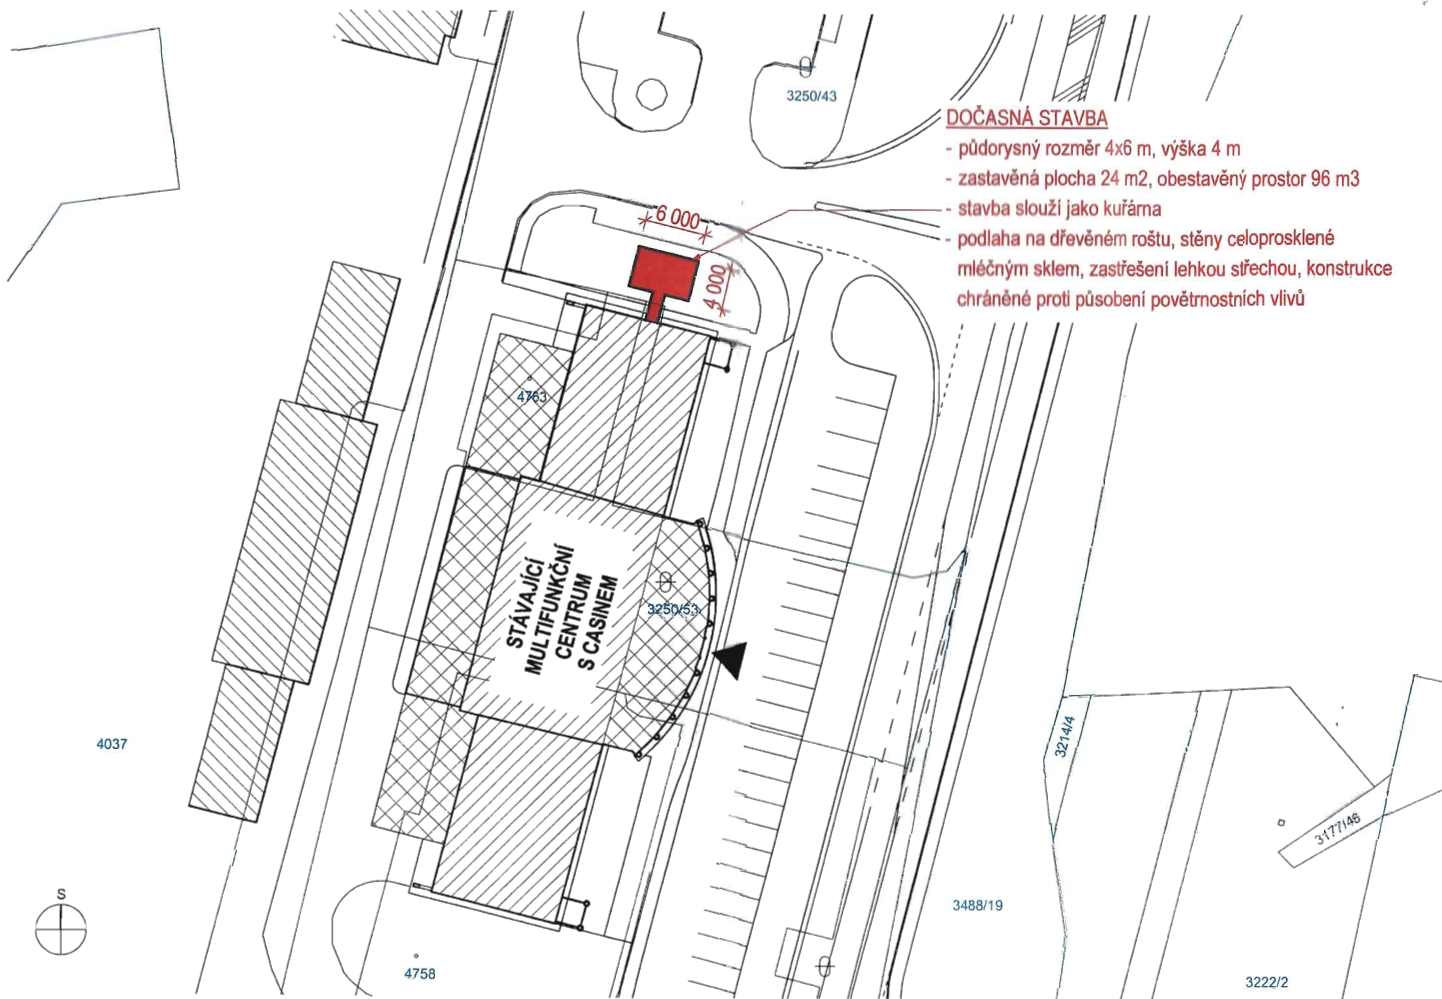 3250/43
DOČASNÁ STAVBA
- půdorysný rozměr 4x6 m, výška 4 m
- zastavěná plocha 24 m2, obestavěný prostor 96 m3
- stavba slouží jako kuřárna
- podlaha na dřevěném roštu, stěny celoprosklené
mléčným sklem, zastřešení lehkou střechou, konstrukce
chráněné proti působení povětrnostních vlivů
6 000
4 000
4753
STÁVAJÍCÍ
MULTIFUNKČNÍ
CENTRUM
S CASINEM
3250/53
4037
3214/4
3177/46
S
3488/19
4758
3222/2